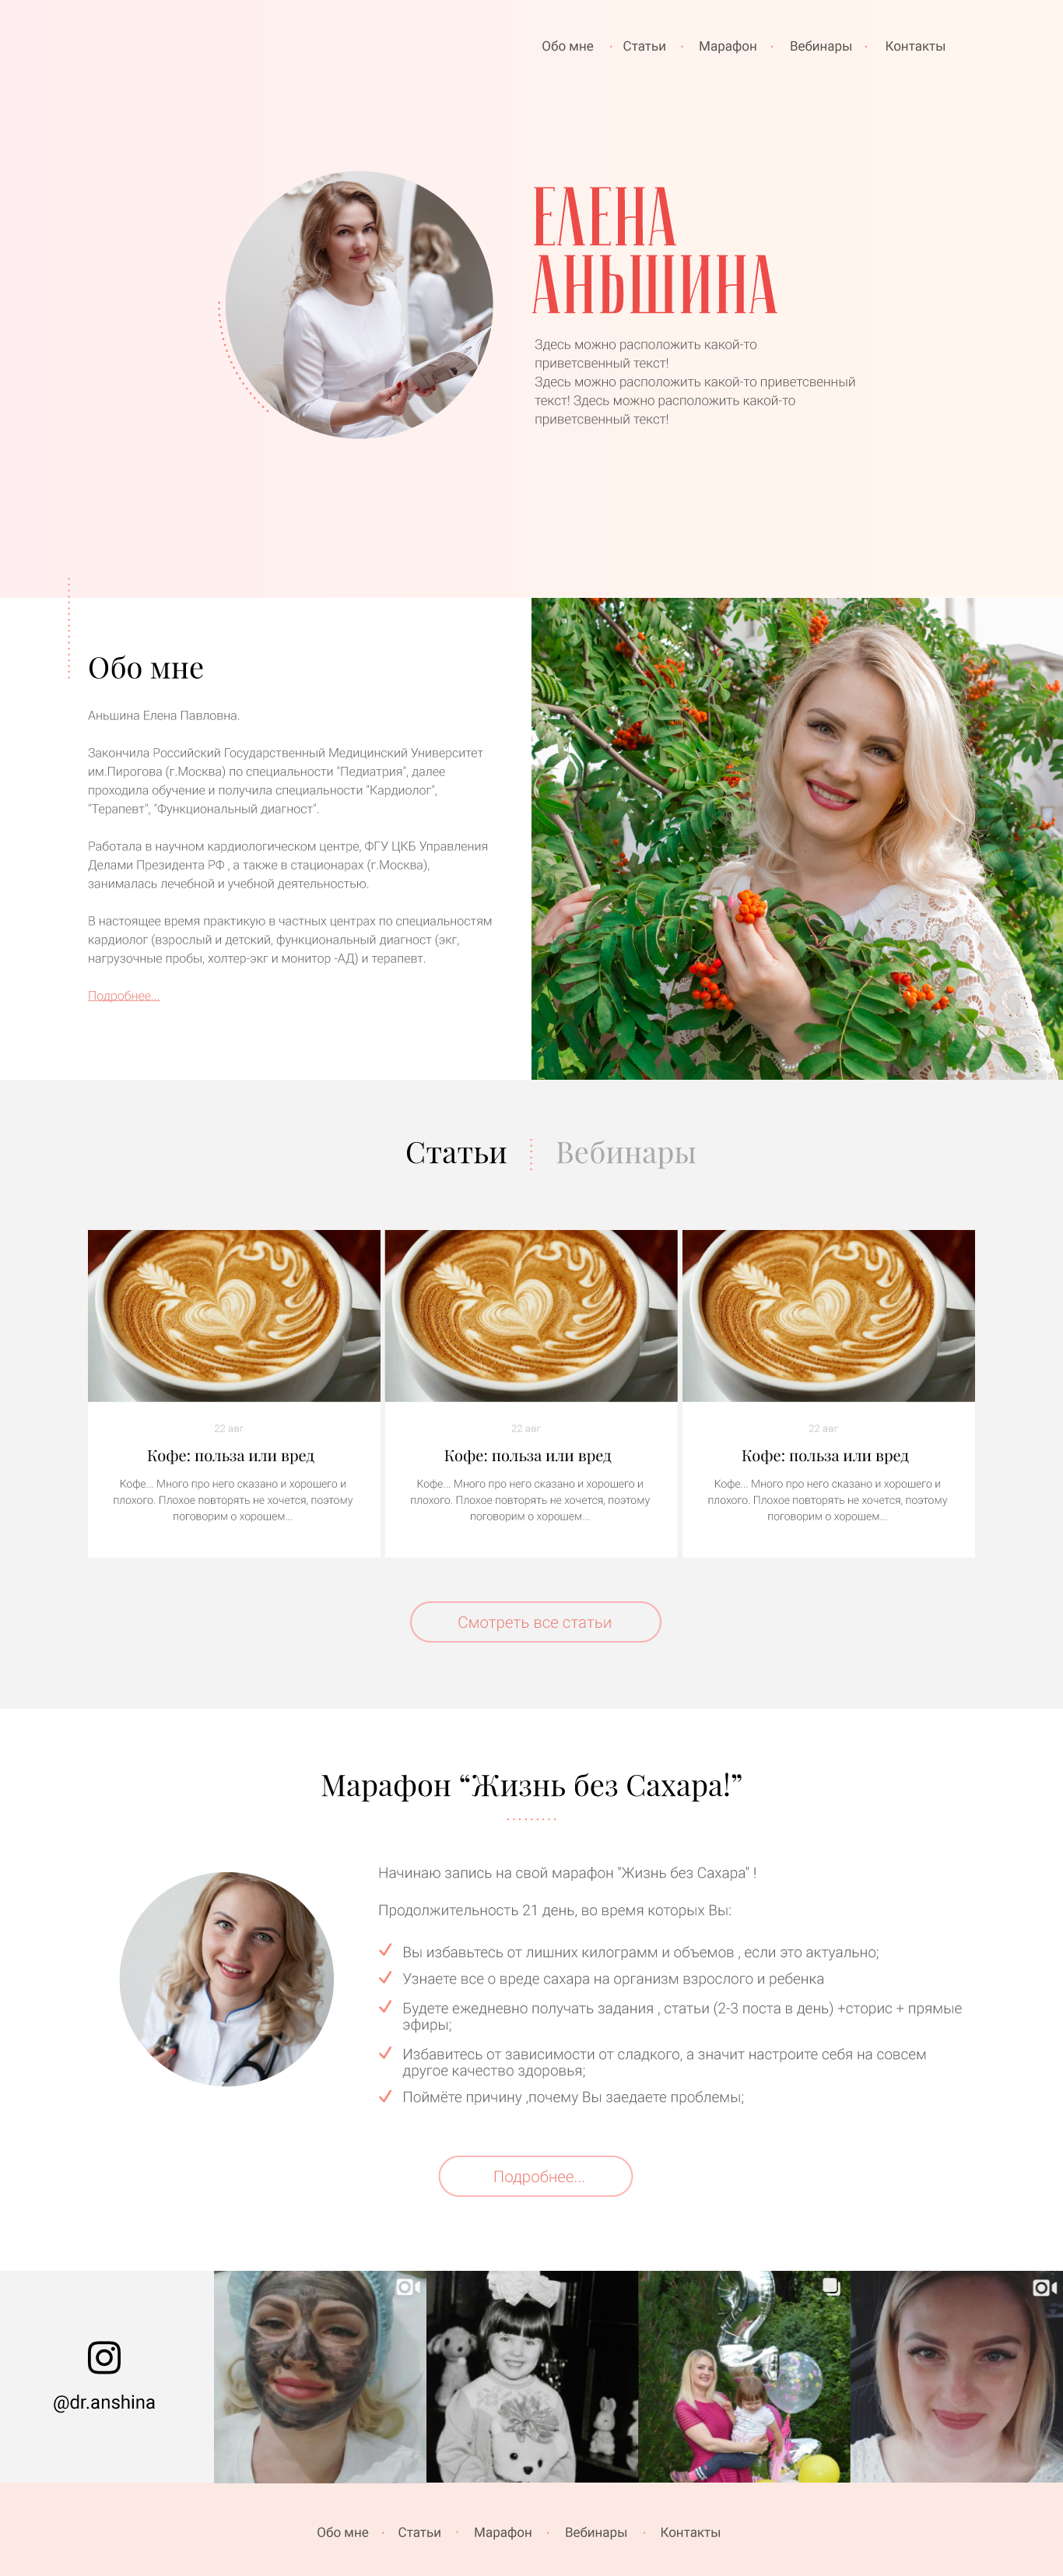 Обо мне · Статьи · Марафон · Вебинары · Контакты
ЕЛЕНА
АНЬШИНА
Здесь можно расположить какой-то
приветсвенный текст!
Здесь можно расположить какой-то приветсвенный
текст! Здесь можно расположить какой-то
приветсвенный текст!
Обо мне
Аньшина Елена Павловна.
Закончила Российский Государственный Медицинский Университет
им.Пирогова (г.Москва) по специальности "Педиатрия", далее
проходила обучение и получила специальности "Кардиолог",
"Терапевт", "Функциональный диагност".
Работала в научном кардиологическом центре, ФГУ ЦКБ Управления
Делами Президента РФ , а также в стационарах (г.Москва),
занималась лечебной и учебной деятельностью.
В настоящее время практикую в частных центрах по специальностям
кардиолог (взрослый и детский, функциональный диагност (экг,
нагрузочные пробы, холтер-экг и монитор -АД) и терапевт.
Подробнее...
Статьи Вебинары
22 авг
Кофе: польза или вред
Кофе... Много про него сказано и хорошего и
плохого. Плохое повторять не хочется, поэтому
поговорим о хорошем...
22 авг
Кофе: польза или вред
Кофе... Много про него сказано и хорошего и
плохого. Плохое повторять не хочется, поэтому
поговорим о хорошем...
22 авг
Кофе: польза или вред
Кофе... Много про него сказано и хорошего и
плохого. Плохое повторять не хочется, поэтому
поговорим о хорошем...
Смотреть все статьи
Марафон “Жизнь без Сахара!”
Начинаю запись на свой марафон "Жизнь без Сахара" !
Продолжительность 21 день, во время которых Вы:
Вы избавьтесь от лишних килограмм и объемов , если это актуально;
Узнаете все о вреде сахара на организм взрослого и ребенка
Будете ежедневно получать задания , статьи (2-3 поста в день) +сторис + прямые
эфиры;
Избавитесь от зависимости от сладкого, а значит настроите себя на совсем
другое качество здоровья;
Поймёте причину ,почему Вы заедаете проблемы;
Подробнее...
@dr.anshina
Обо мне · Статьи · Марафон · Вебинары · Контакты